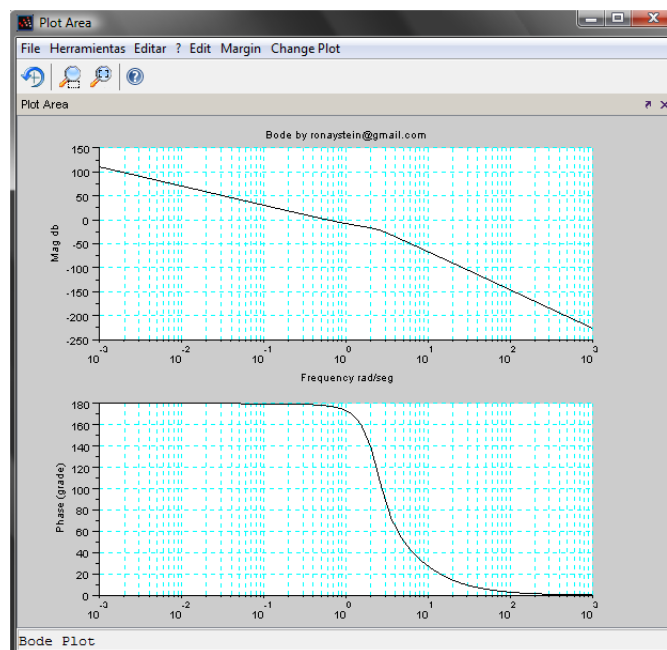 Plot Area
File Herramientas Editar ? Edit Margin Change Plot
Plot Area
Bode by ronaystein@gmail.com
Mag db
150
100
50
0
-50
-100
-150
-200
-250
10^-3 10^-2 10^-1 10^0 10^1 10^2 10^3
Frequency rad/seg
Phase (grade)
180
160
140
120
100
80
60
40
20
0
10^-3 10^-2 10^-1 10^0 10^1 10^2 10^3
Bode Plot